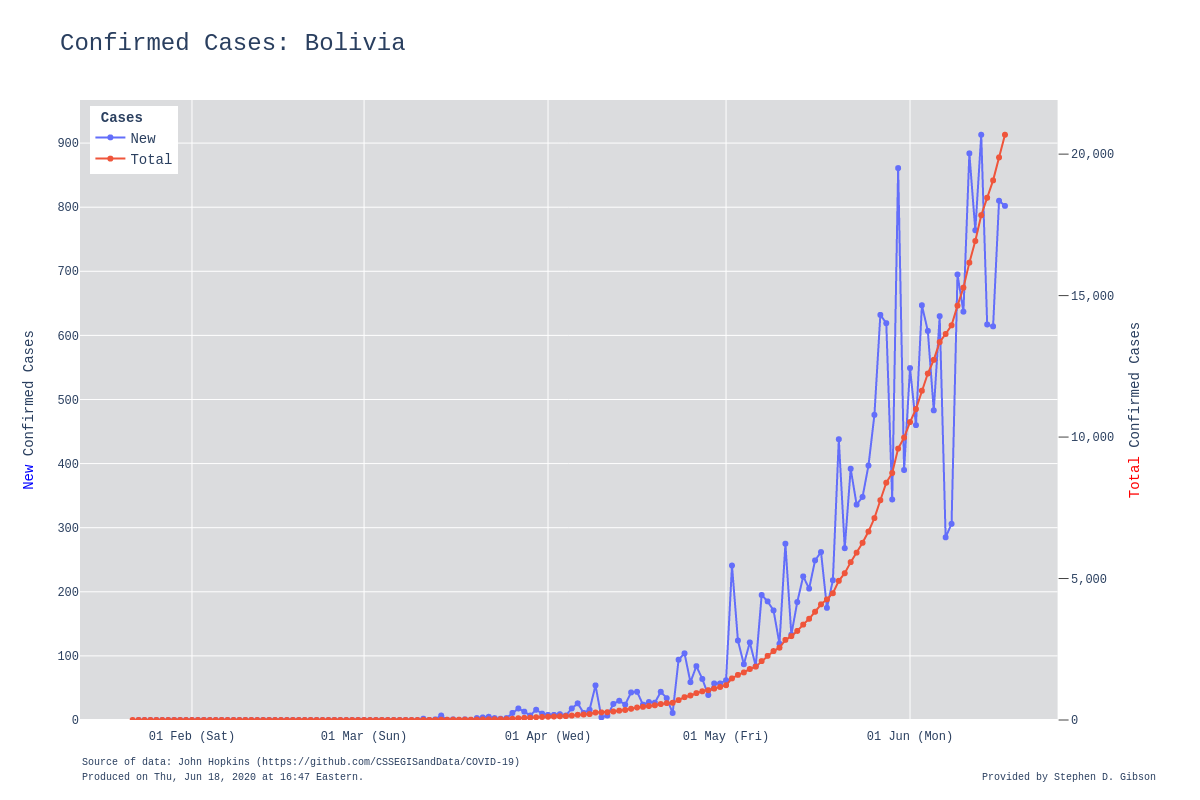 Confirmed Cases: Bolivia
Cases
New
Total
900
800
700
600
500
400
300
200
100
0
20,000
15,000
10,000
5,000
0
New Confirmed Cases
Total Confirmed Cases
01 Feb (Sat)
01 Mar (Sun)
01 Apr (Wed)
01 May (Fri)
01 Jun (Mon)
Source of data: John Hopkins (https://github.com/CSSEGISandData/COVID-19)
Produced on Thu, Jun 18, 2020 at 16:47 Eastern.
Provided by Stephen D. Gibson